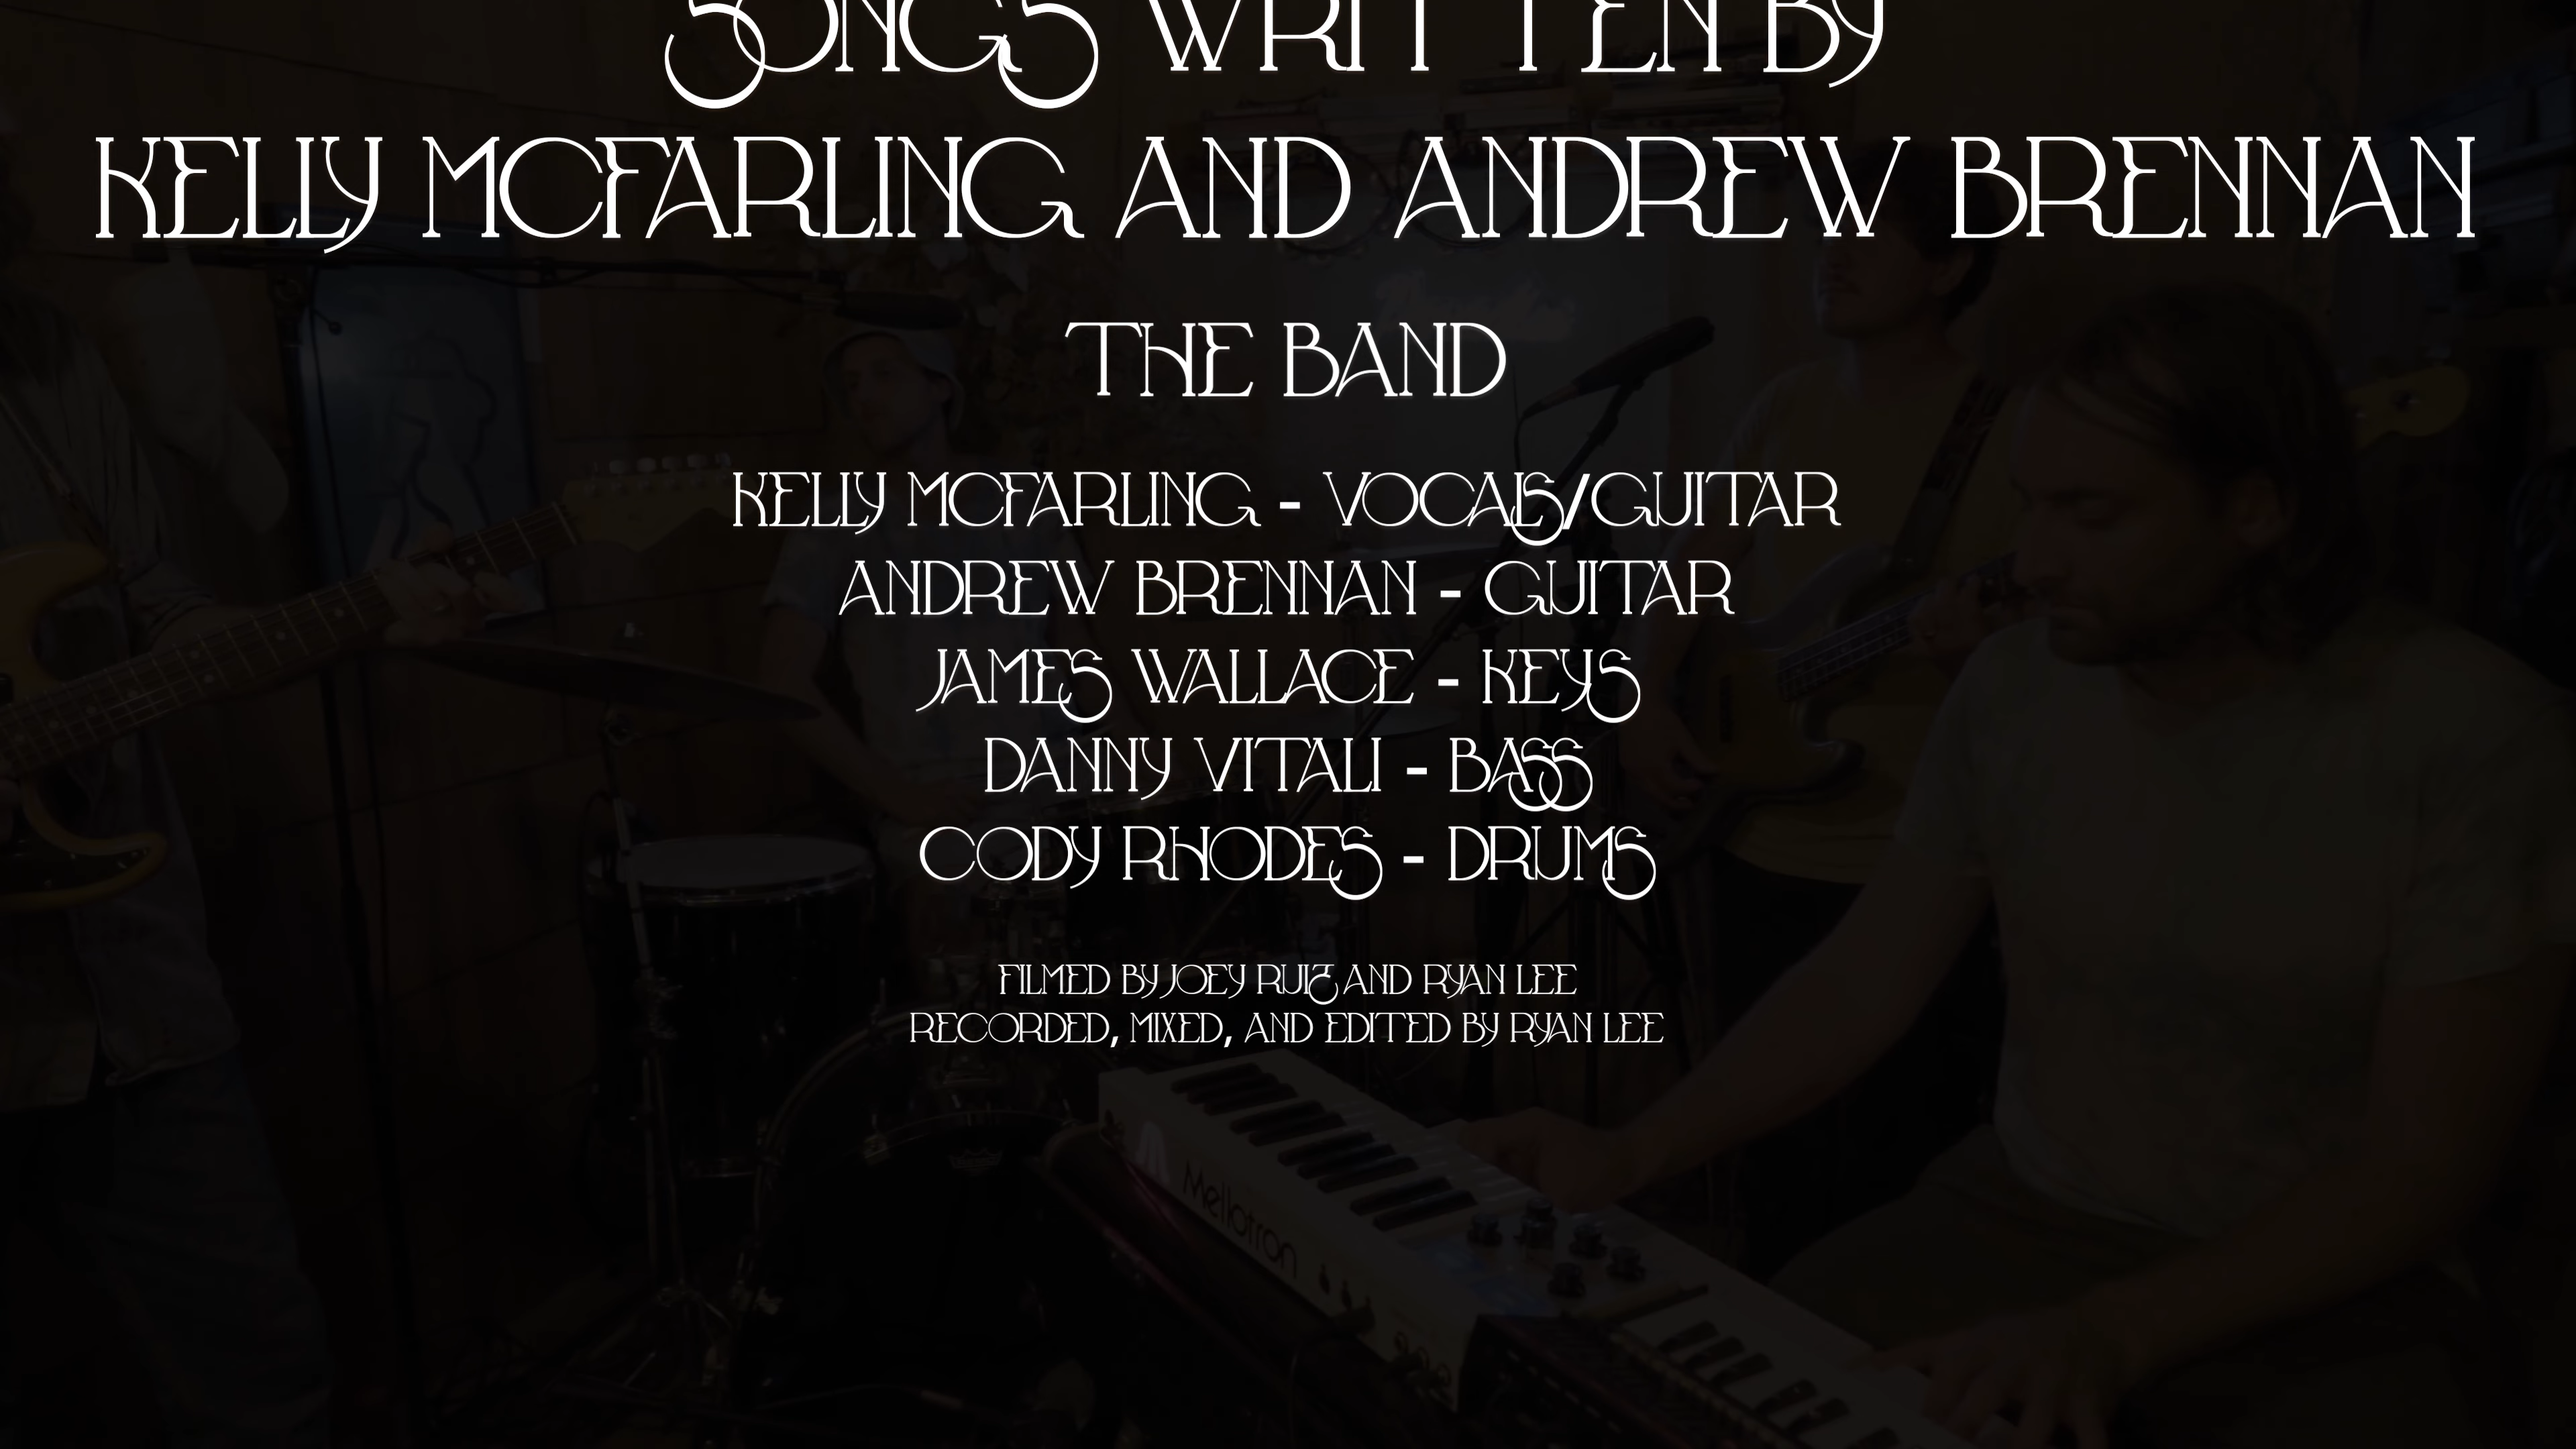 SONGS WRITTEN BY
KELLY MCFARLING AND ANDREW BRENNAN
THE BAND
KELLY MCFARLING - VOCALS/GUITAR
ANDREW BRENNAN - GUITAR
JAMES WALLACE - KEYS
DANNY VITALI - BASS
CODY RHODES - DRUMS
FILMED BY JOEY RUIZ AND RYAN LEE
RECORDED, MIXED, AND EDITED BY RYAN LEE
Mellotron